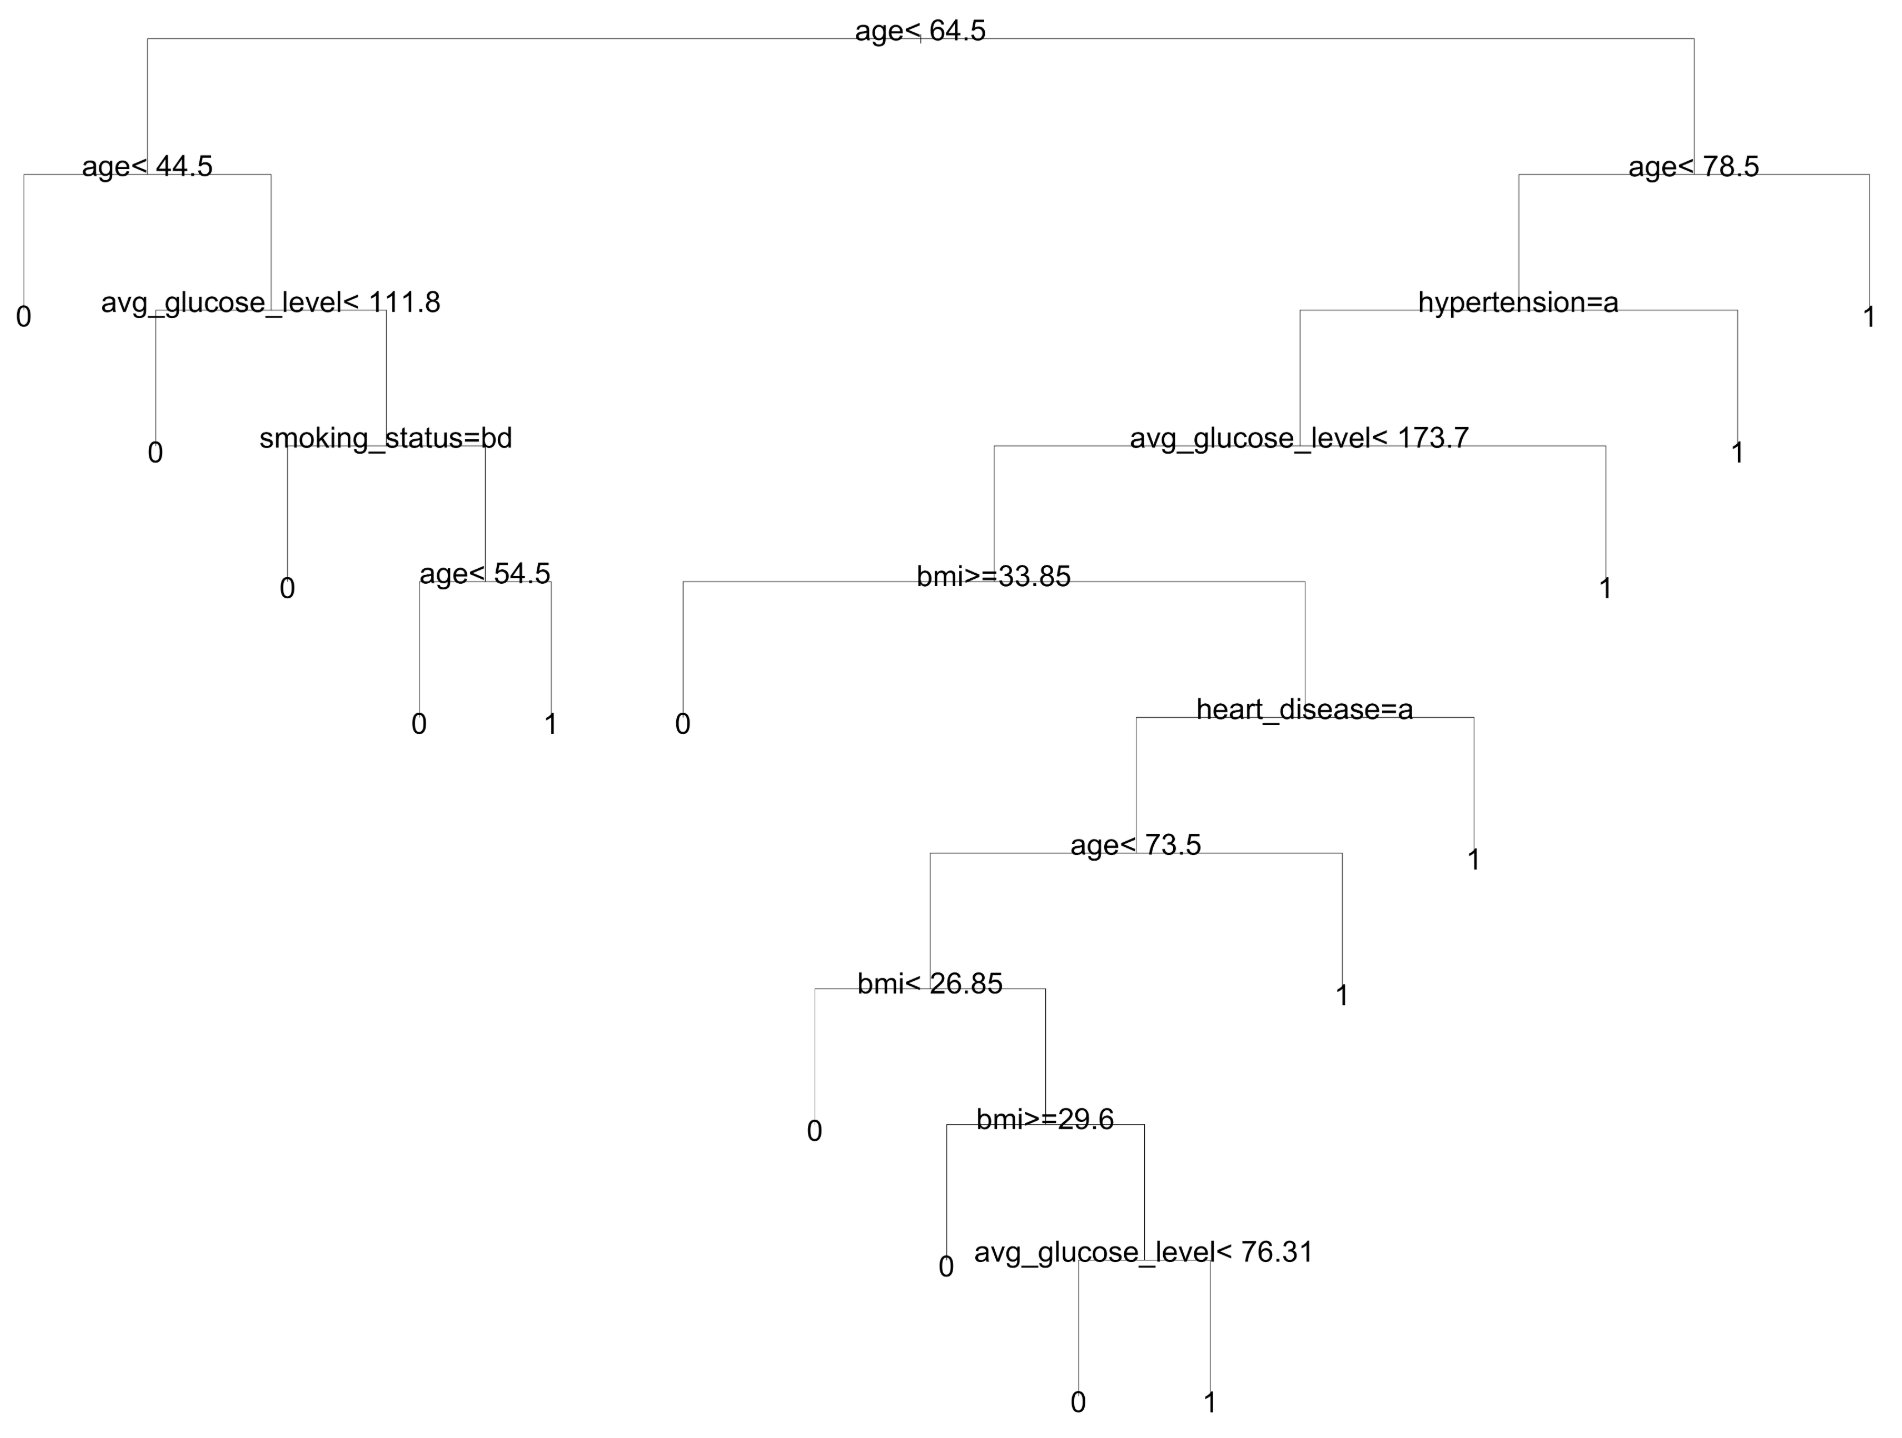 age< 64.5
age< 44.5
age< 78.5
0
avg_glucose_level< 111.8
hypertension=a
1
0
smoking_status=bd
avg_glucose_level< 173.7
1
0
age< 54.5
bmi>=33.85
1
0
1
0
heart_disease=a
age< 73.5
1
bmi< 26.85
1
0
bmi>=29.6
0
avg_glucose_level< 76.31
0
1